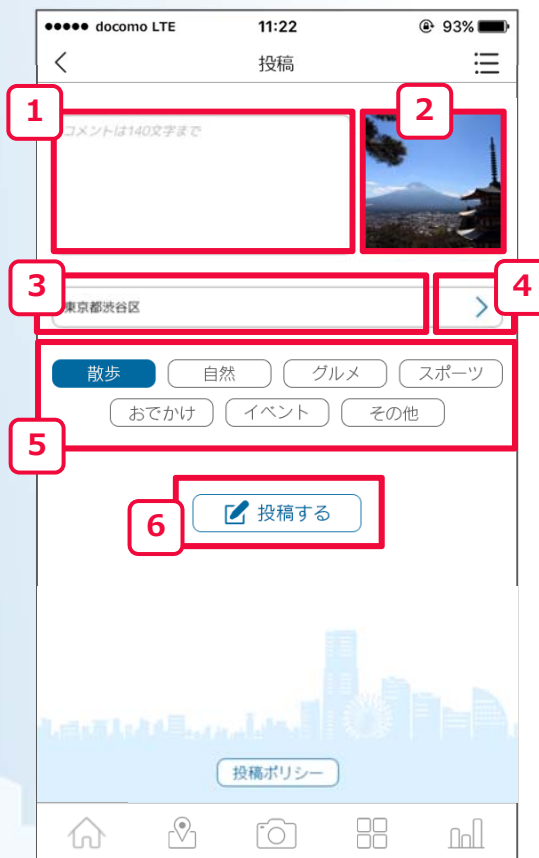 ●●●●● docomo LTE 11:22 93%
投稿
1
2
コメントは140文字まで
3
4
東京都渋谷区
散歩 自然 グルメ スポーツ
おでかけ イベント その他
5
6
投稿する
投稿ポリシー